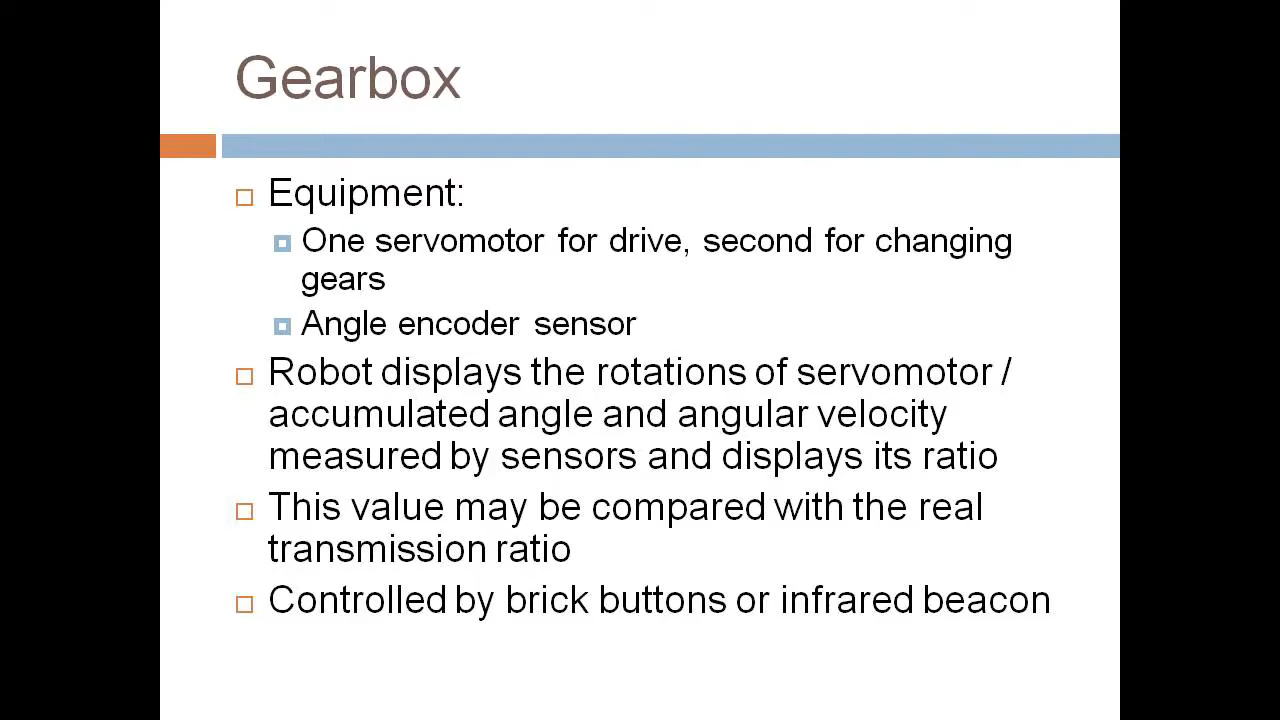 Gearbox
Equipment:
One servomotor for drive, second for changing
gears
Angle encoder sensor
Robot displays the rotations of servomotor /
accumulated angle and angular velocity
measured by sensors and displays its ratio
This value may be compared with the real
transmission ratio
Controlled by brick buttons or infrared beacon